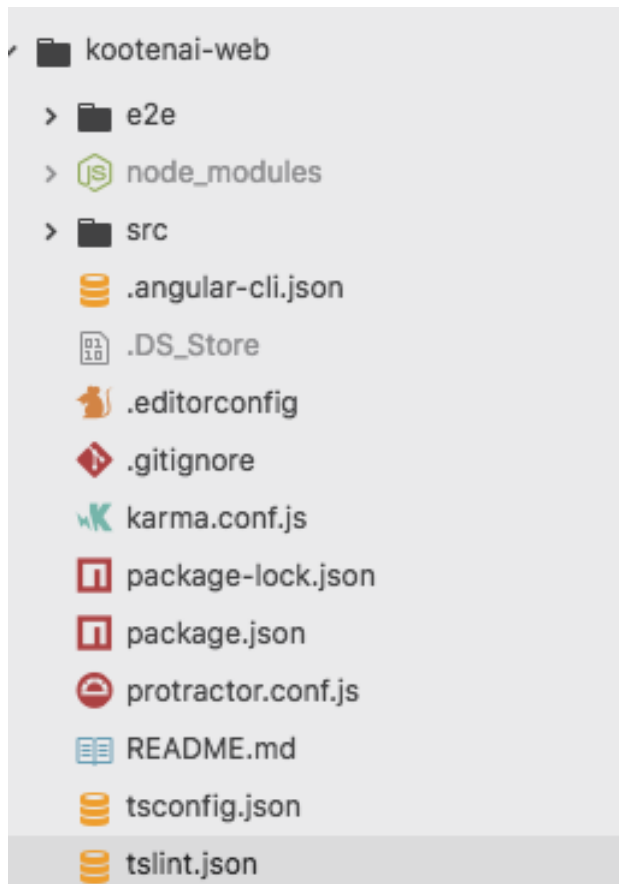 kootenai-web
e2e
node_modules
src
.angular-cli.json
.DS_Store
.editorconfig
.gitignore
karma.conf.js
package-lock.json
package.json
protractor.conf.js
README.md
tsconfig.json
tslint.json